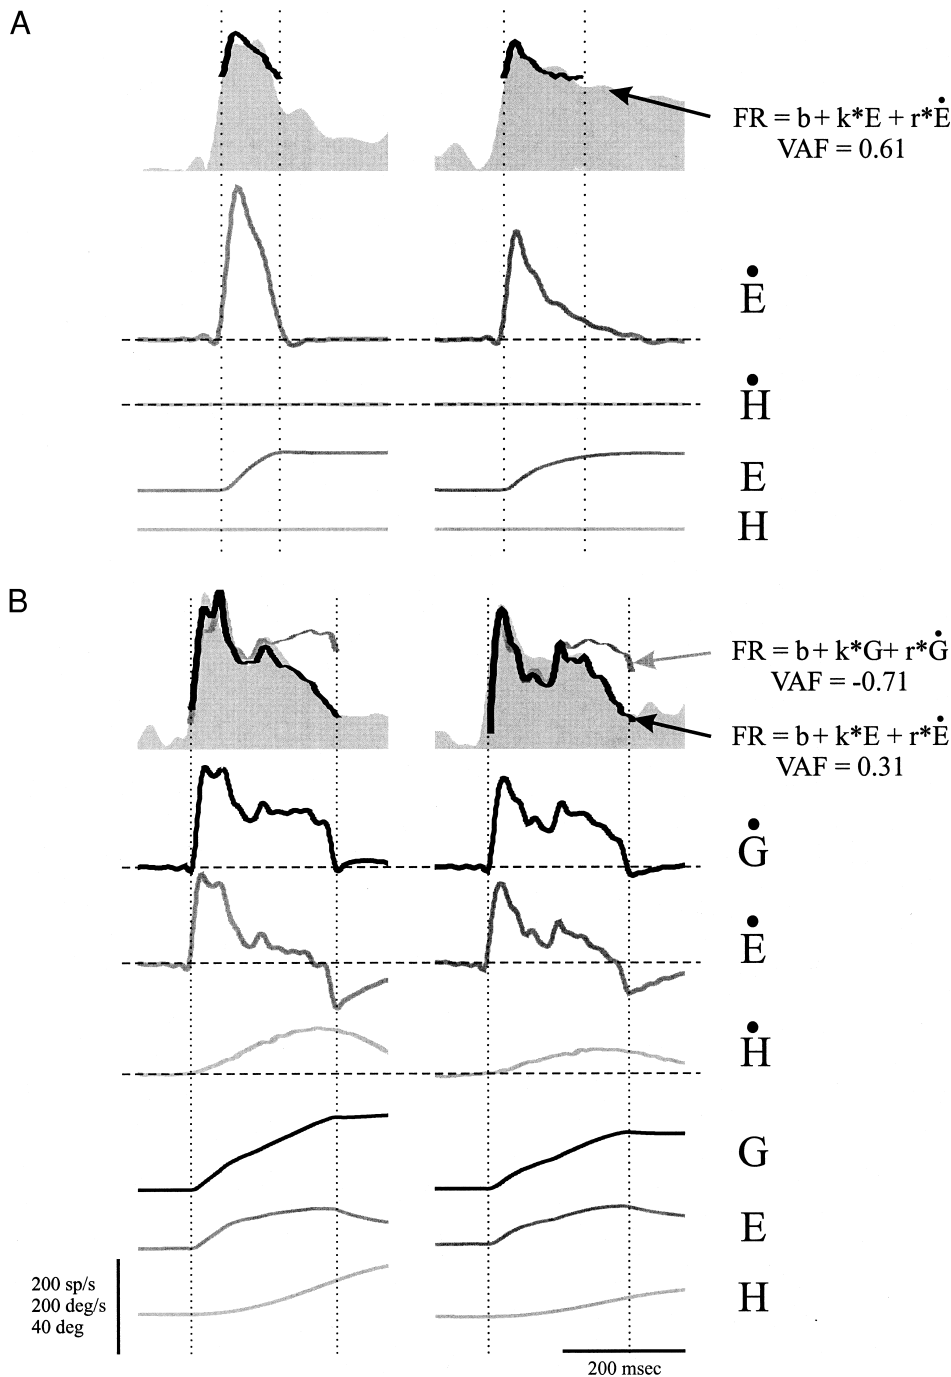 A
FR = b + k*E + r*Ė
VAF = 0.61
Ė
Ḣ
E
H
B
FR = b + k*G+ r*Ġ
VAF = -0.71
FR = b + k*E + r*Ė
VAF = 0.31
Ġ
Ė
Ḣ
G
E
H
200 sp/s
200 deg/s
40 deg
200 msec